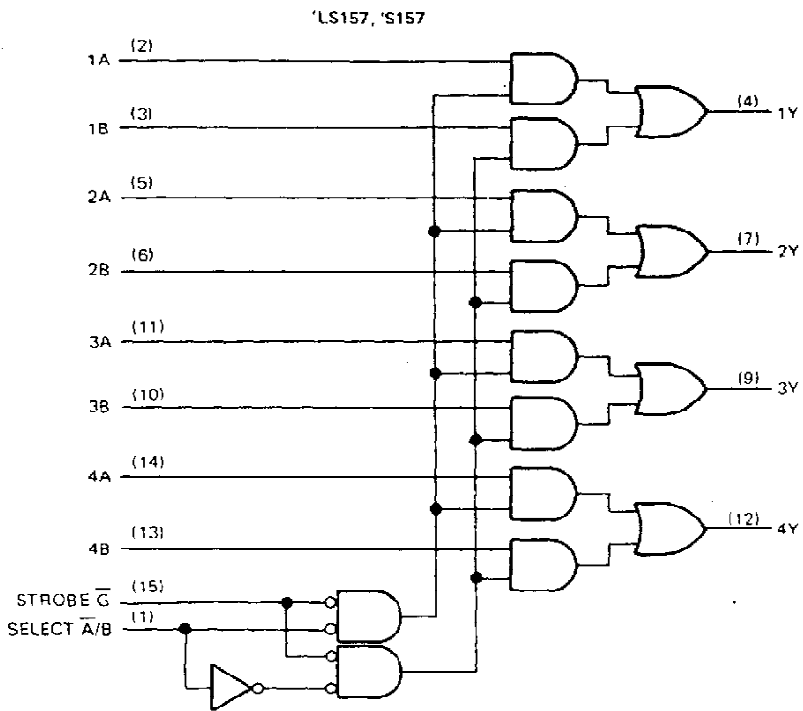 'LS157, 'S157
1A (2)
(4) 1Y
1B (3)
2A (5)
(7) 2Y
2B (6)
3A (11)
(9) 3Y
3B (10)
4A (14)
(12) 4Y
4B (13)
STROBE G̅ (15)
SELECT A̅/B (1)